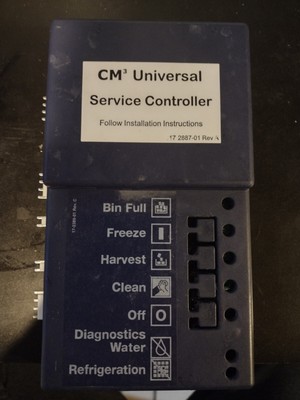 CM³ Universal
Service Controller
Follow Installation Instructions
17 2887-01 Rev 4
Bin Full
Freeze
Harvest
Clean
Off
Diagnostics
Water
Refrigeration